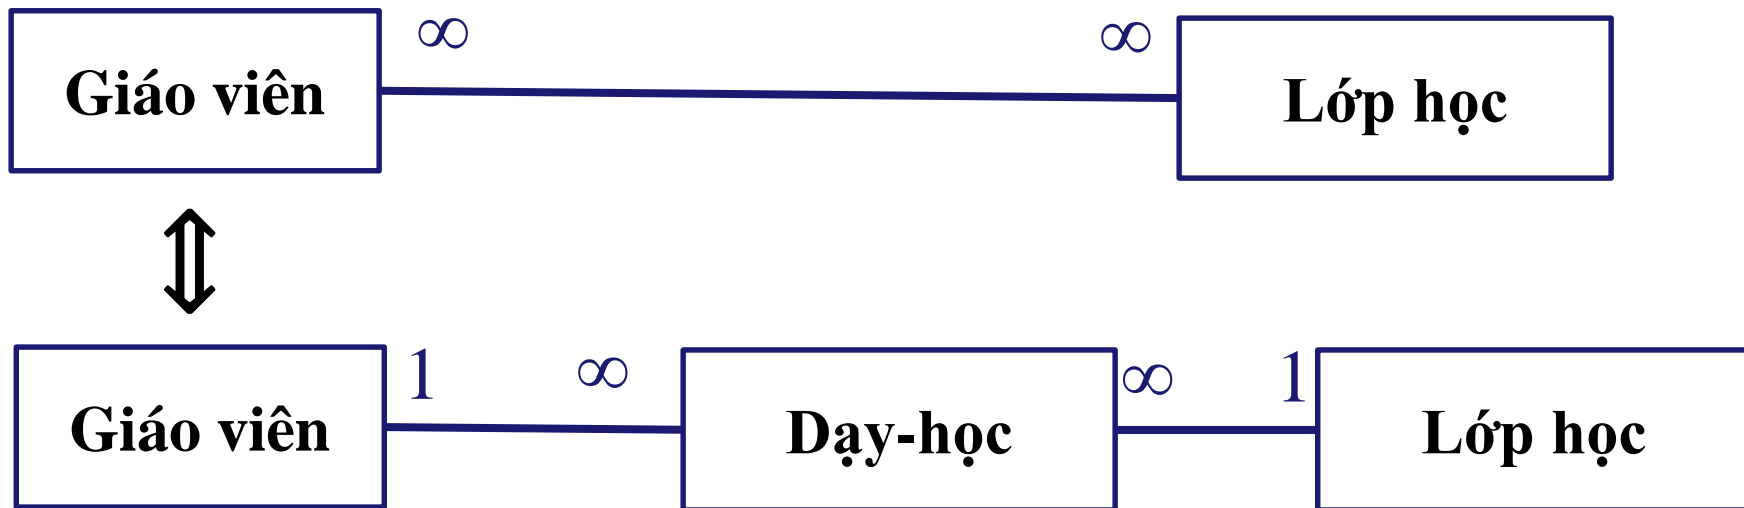 ∞ ∞
Giáo viên Lớp học
⇕
1 ∞ ∞ 1
Giáo viên Dạy-học Lớp học